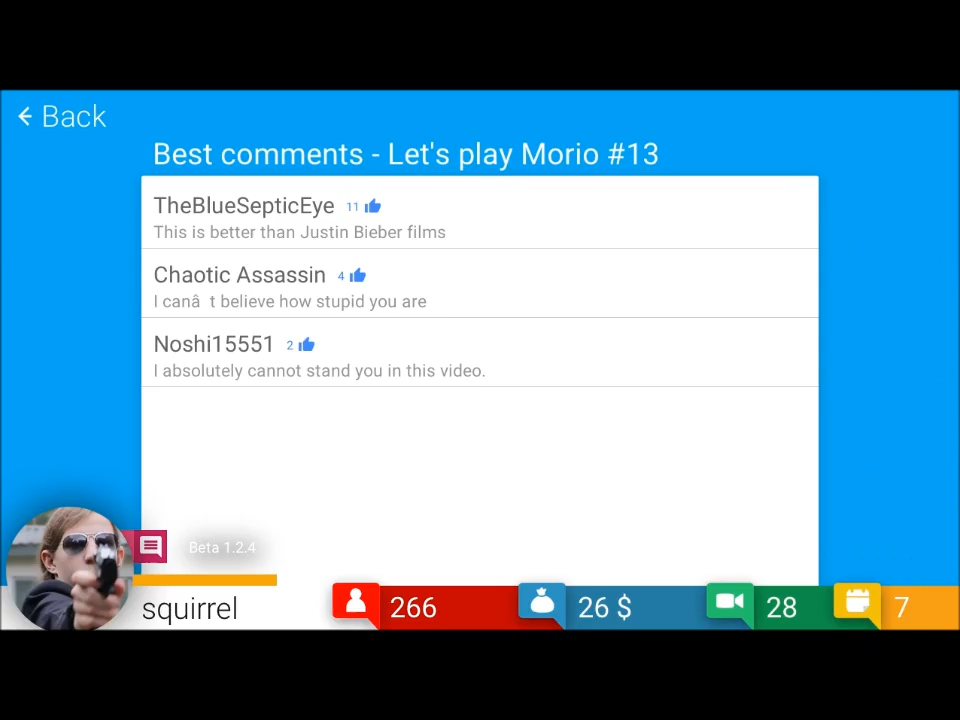 Back
Best comments - Let's play Morio #13
TheBlueSepticEye 11
This is better than Justin Bieber films
Chaotic Assassin 4
I canâ t believe how stupid you are
Noshi15551 2
I absolutely cannot stand you in this video.
Beta 1.2.4
squirrel 266 26 $ 28 7